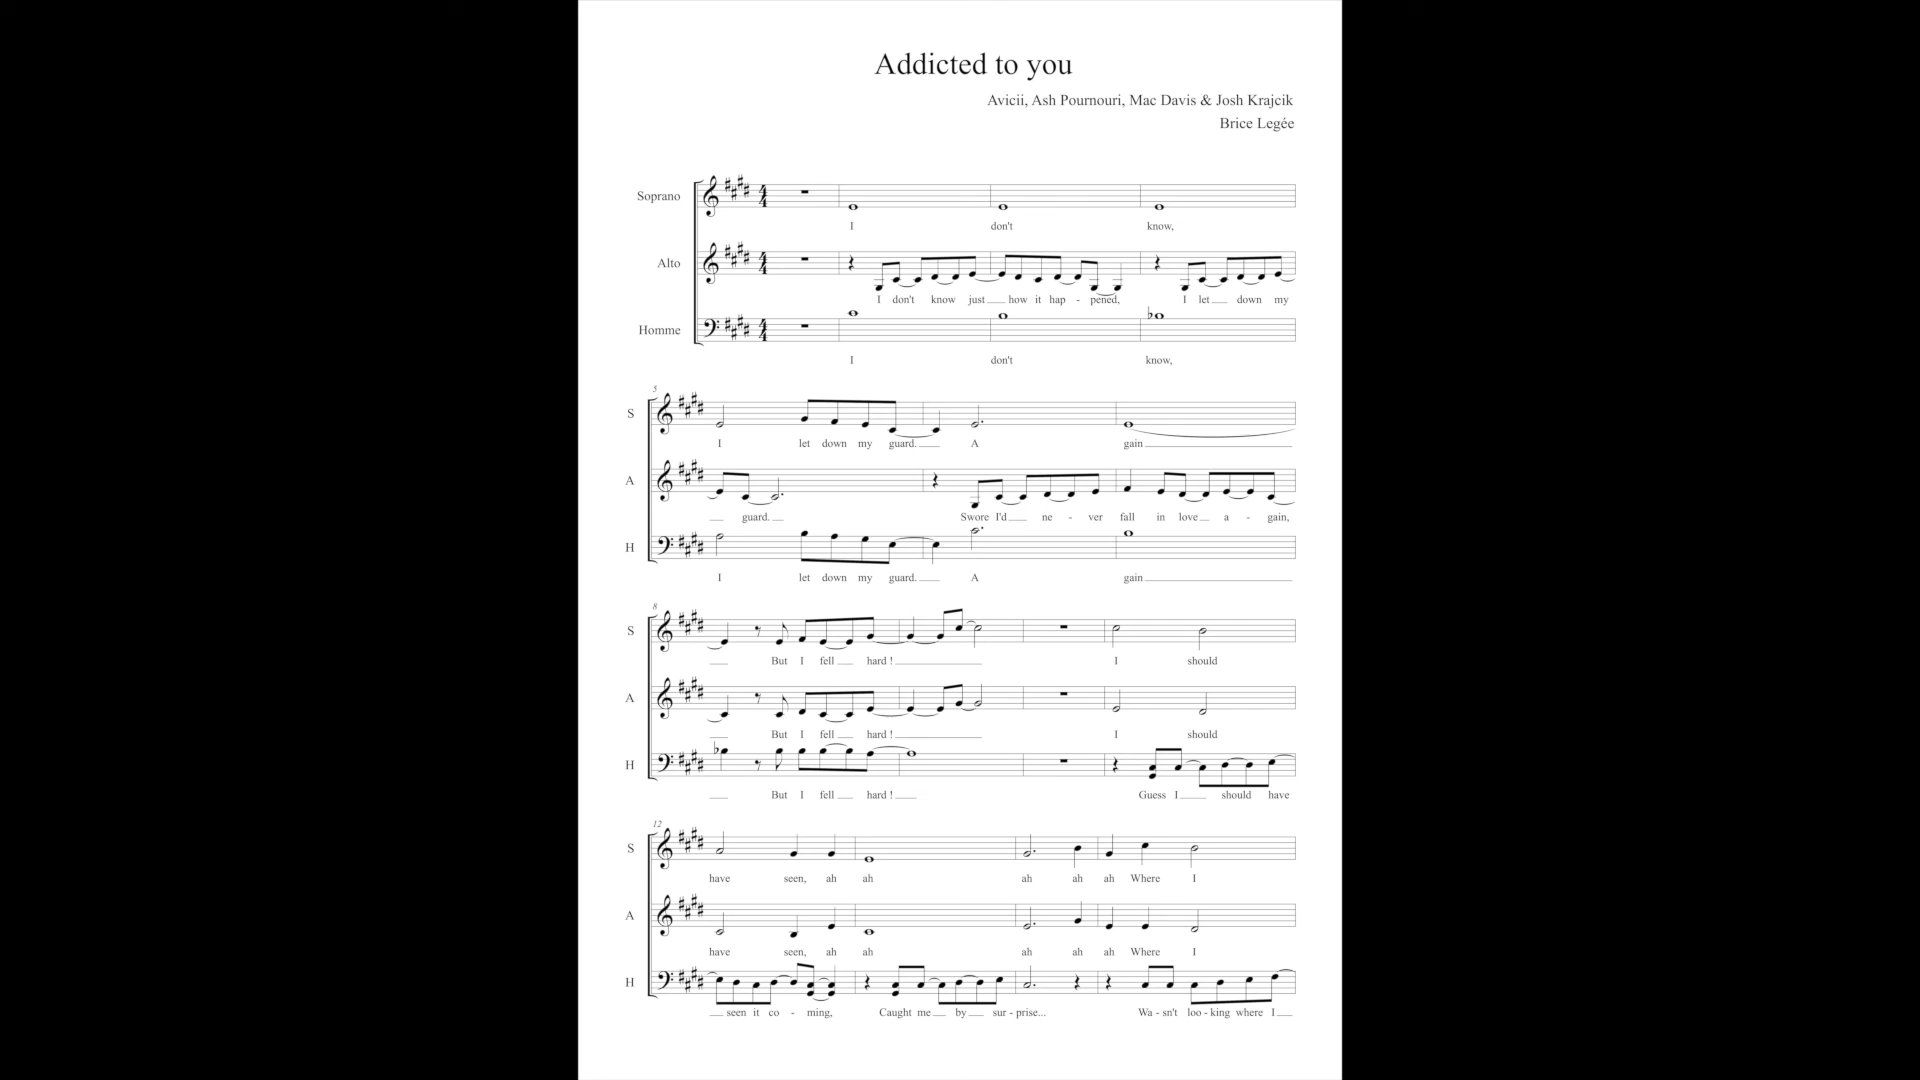 Addicted to you
Avicii, Ash Pournouri, Mac Davis & Josh Krajcik
Brice Legée
Soprano
I don't know,
Alto
I don't know just how it hap - pened, I let down my
Homme
I don't know,
5
S
I let down my guard. A gain
A
guard. Swore I'd ne - ver fall in love a - gain,
H
I let down my guard. A gain
8
S
But I fell hard ! I should
A
But I fell hard ! I should
H
But I fell hard ! Guess I should have
12
S
have seen, ah ah ah ah ah Where I
A
have seen, ah ah ah ah ah Where I
H
seen it co - ming, Caught me by sur - prise... Wa - sn't loo - king where I